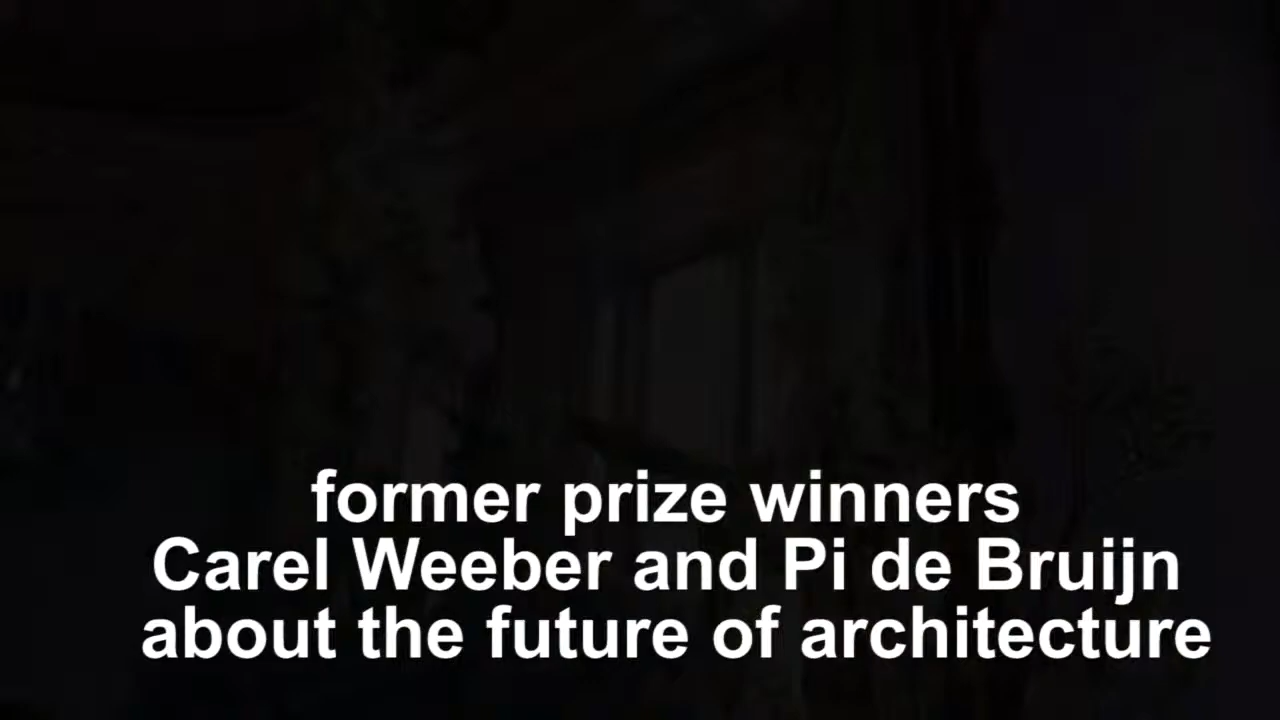 former prize winners
Carel Weeber and Pi de Bruijn
about the future of architecture